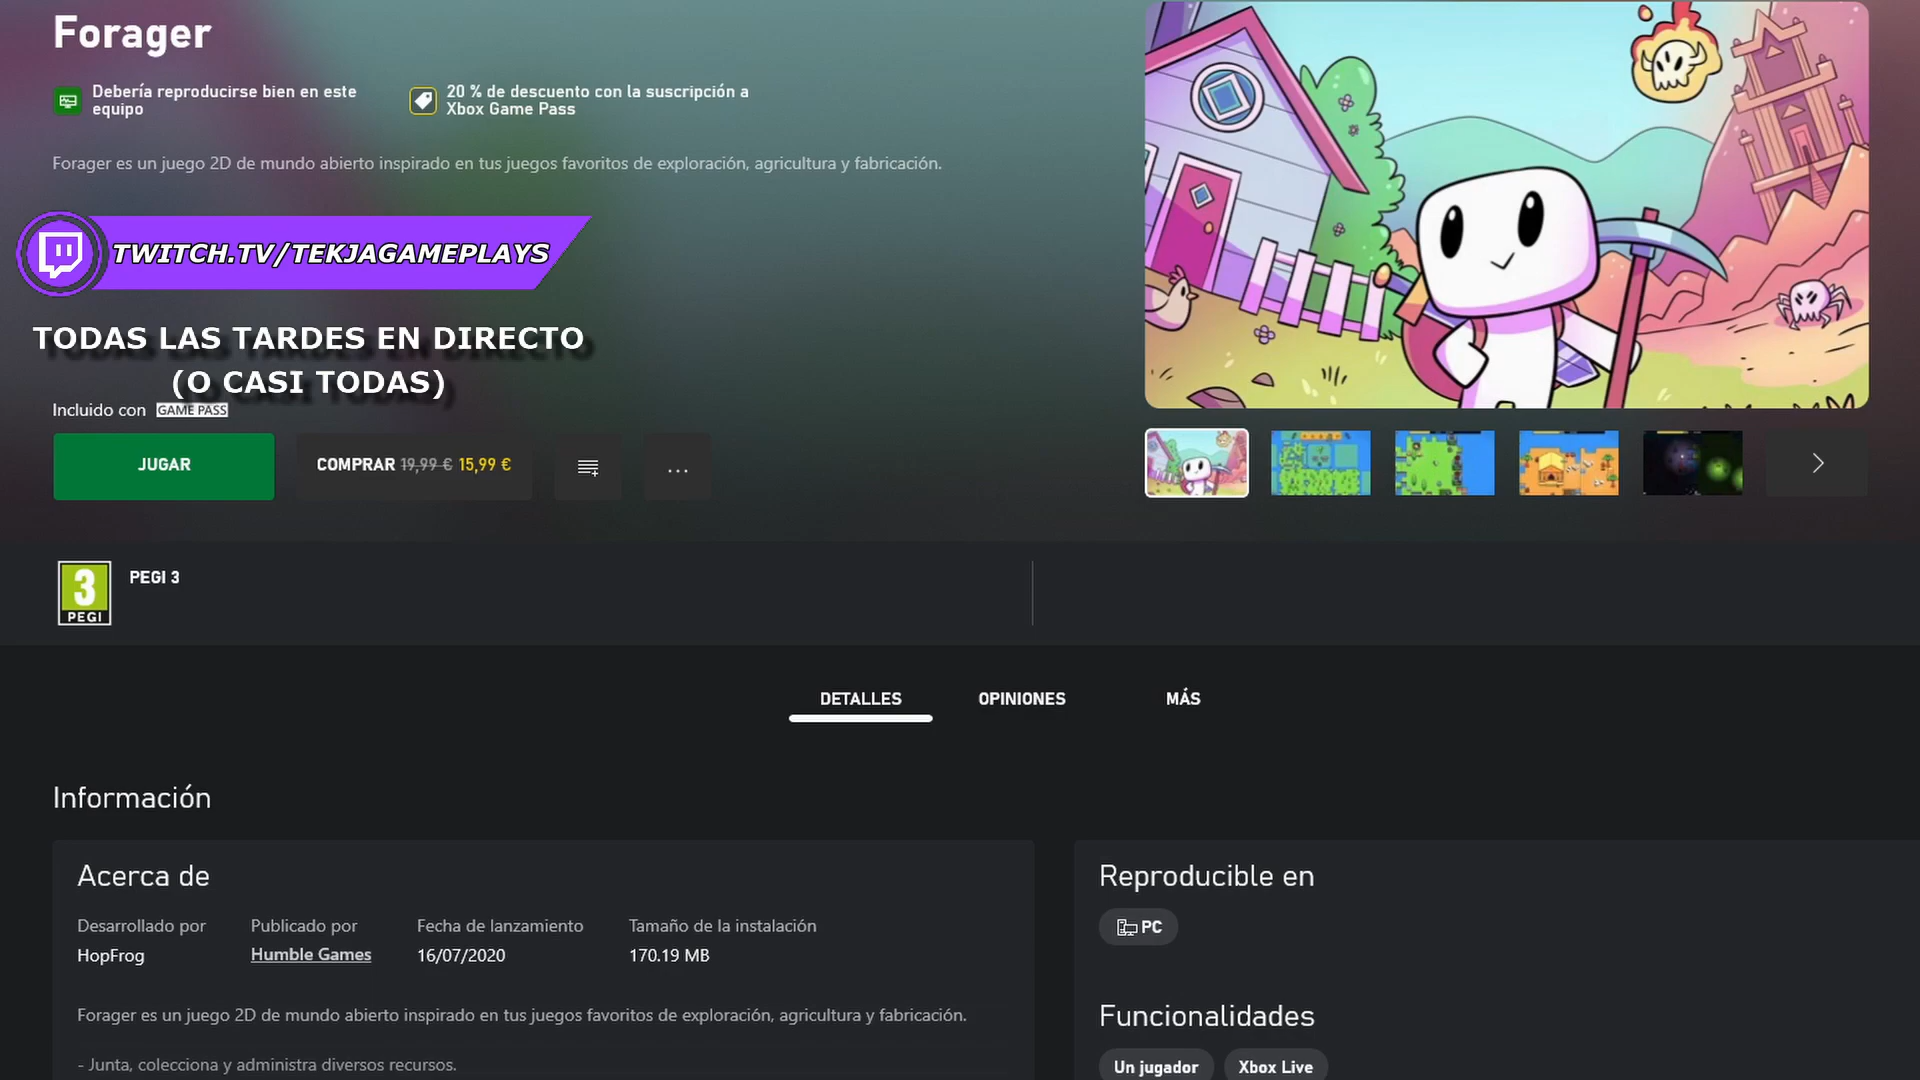 Forager
Debería reproducirse bien en este
equipo
20 % de descuento con la suscripción a
Xbox Game Pass
Forager es un juego 2D de mundo abierto inspirado en tus juegos favoritos de exploración, agricultura y fabricación.
TWITCH.TV/TEKJAGAMEPLAYS
TODAS LAS TARDES EN DIRECTO
(O CASI TODAS)
Incluido con GAME PASS
JUGAR
COMPRAR 19,99 € 15,99 €
...
3
PEGI
PEGI 3
DETALLES
OPINIONES
MÁS
Información
Acerca de
Desarrollado por
HopFrog
Publicado por
Humble Games
Fecha de lanzamiento
16/07/2020
Tamaño de la instalación
170.19 MB
Forager es un juego 2D de mundo abierto inspirado en tus juegos favoritos de exploración, agricultura y fabricación.
- Junta, colecciona y administra diversos recursos.
Reproducible en
PC
Funcionalidades
Un jugador
Xbox Live